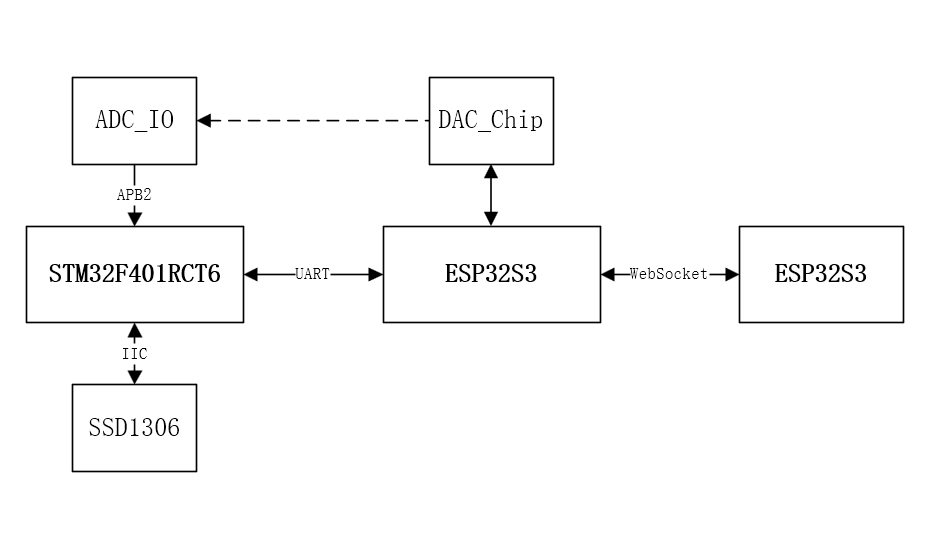 ADC_IO
DAC_Chip
APB2
STM32F401RCT6
UART
ESP32S3
WebSocket
ESP32S3
IIC
SSD1306